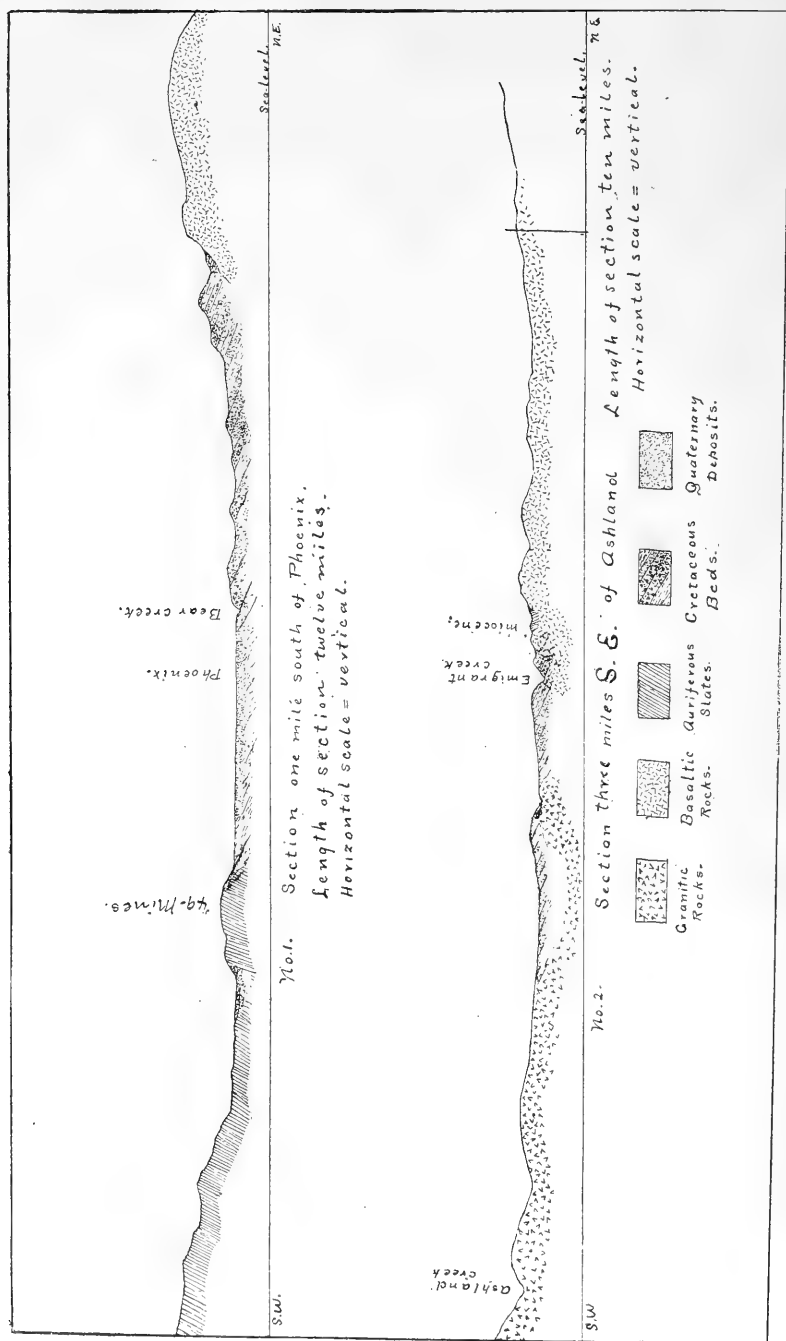 Bear creek.
Phoenix.
'49-Mines.
S.W.
Sea-level.
N.E.
No.1.
Section one mile south of Phoenix.
Length of section twelve miles.
Horizontal scale = vertical.
Ashland
creek
Emigrant
creek.
Miocene,
S.W
Sea-level
N E
No.2.
Section three miles S.E. of Ashland
Length of section ten miles.
Horizontal scale = vertical.
Granitic
Rocks.
Basaltic
Rocks.
Auriferous
Slates.
Cretaceous
Beds.
Quaternary
Deposits.